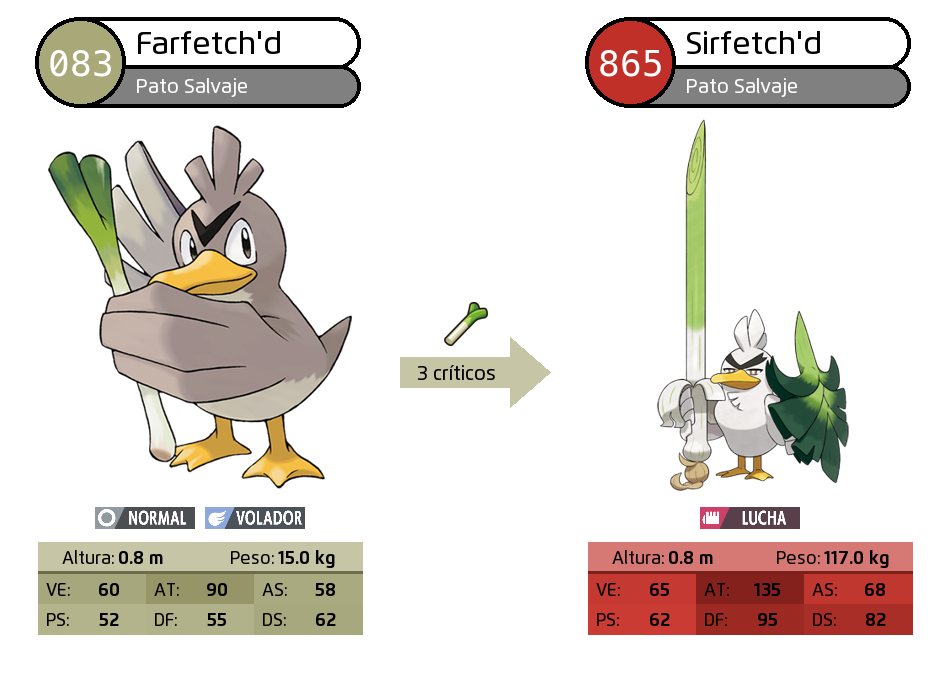 083
Farfetch'd
Pato Salvaje
865
Sirfetch'd
Pato Salvaje
3 críticos
NORMAL VOLADOR
LUCHA
Altura: 0.8 m Peso: 15.0 kg
VE: 60 AT: 90 AS: 58
PS: 52 DF: 55 DS: 62
Altura: 0.8 m Peso: 117.0 kg
VE: 65 AT: 135 AS: 68
PS: 62 DF: 95 DS: 82